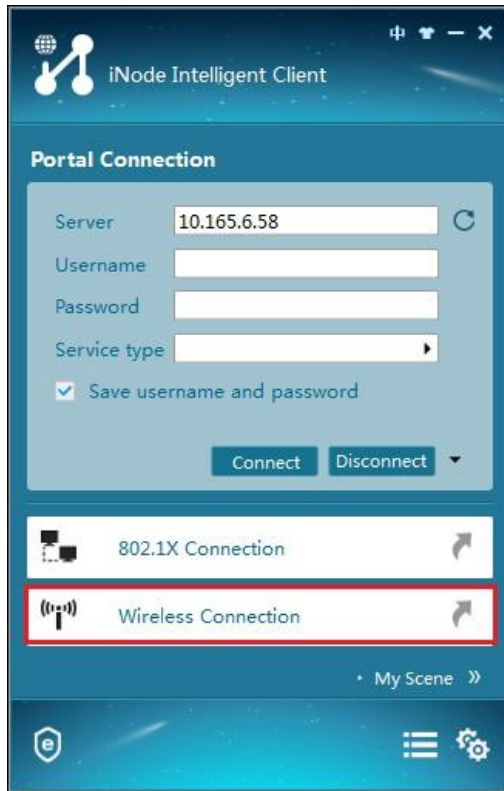 中
iNode Intelligent Client
Portal Connection
Server 10.165.6.58
Username
Password
Service type
Save username and password
Connect Disconnect
802.1X Connection
Wireless Connection
• My Scene »
e